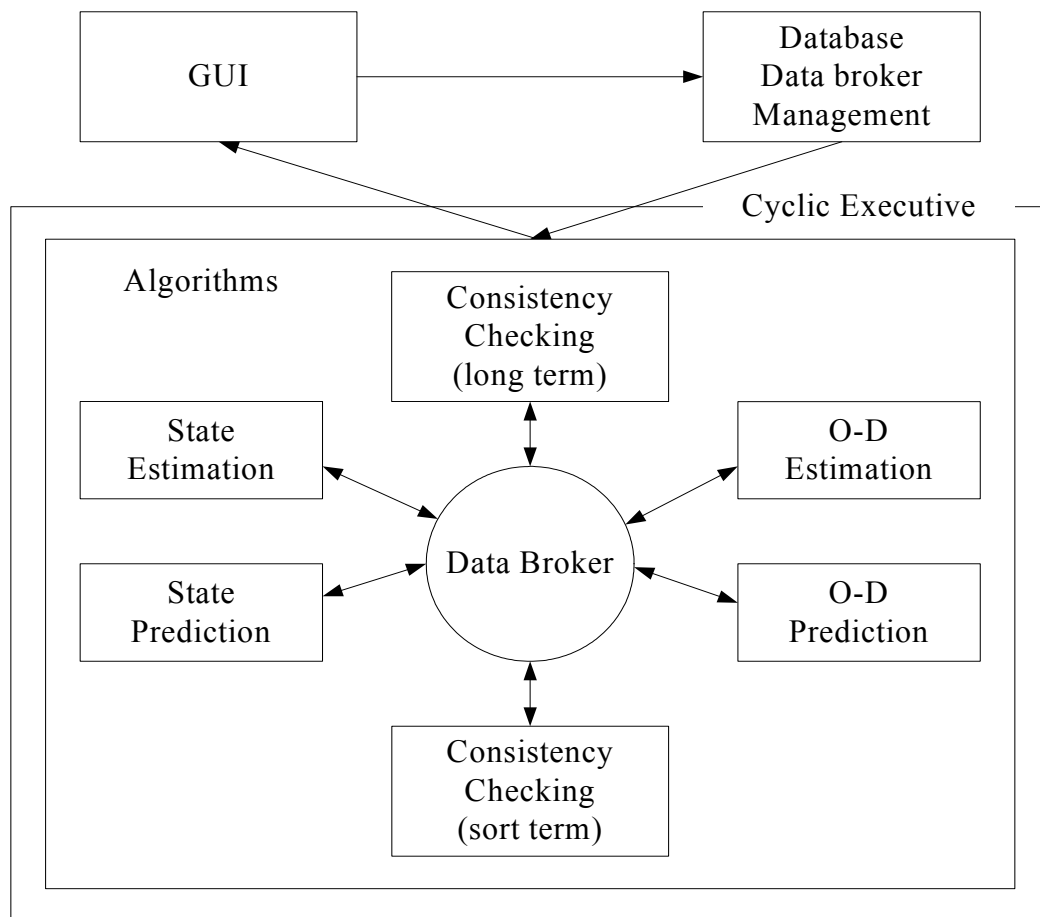 GUI
Database
Data broker
Management
Cyclic Executive
Algorithms
Consistency
Checking
(long term)
State
Estimation
O-D
Estimation
Data Broker
State
Prediction
O-D
Prediction
Consistency
Checking
(sort term)